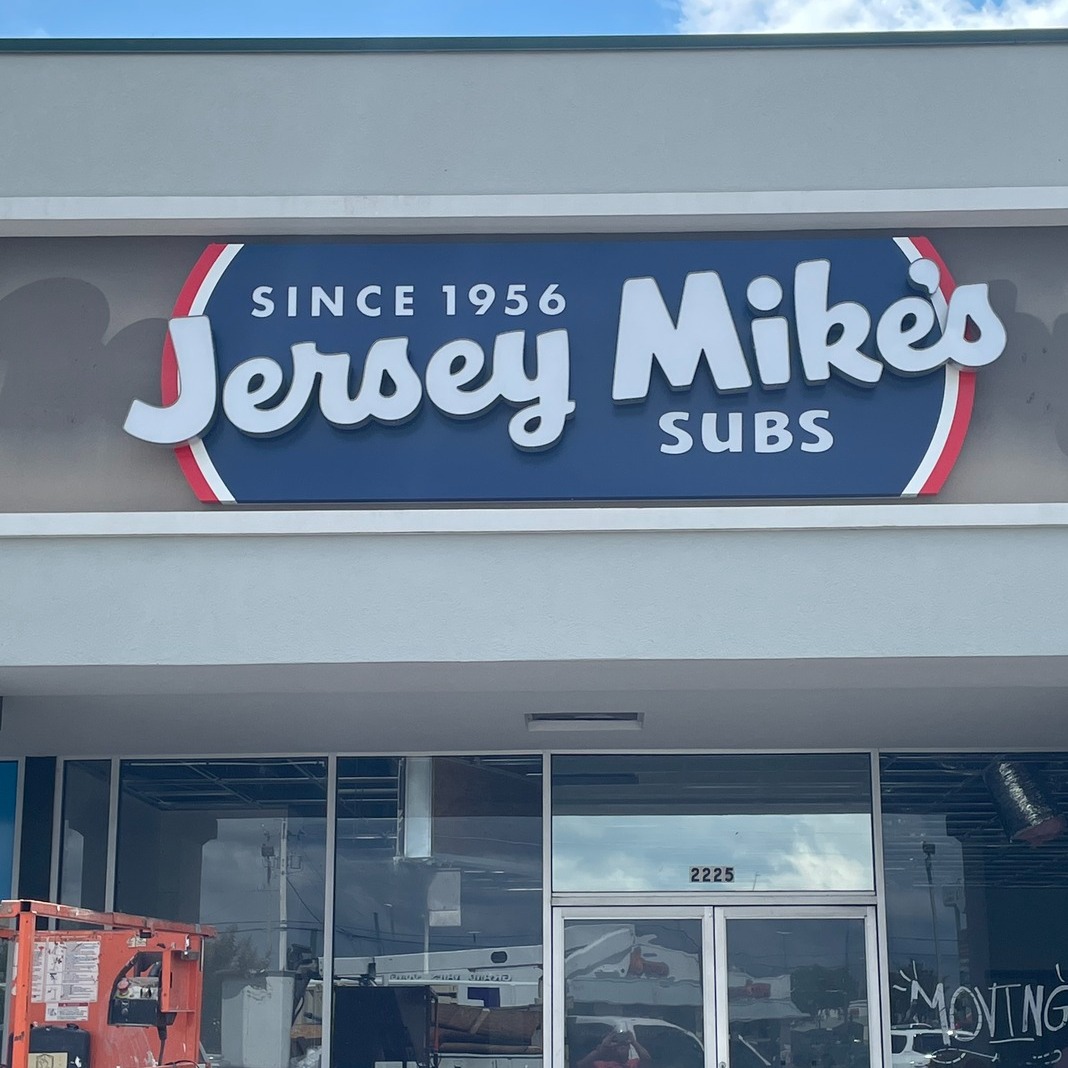 SINCE 1956
Jersey Mike's
SUBS
2225
MOVING